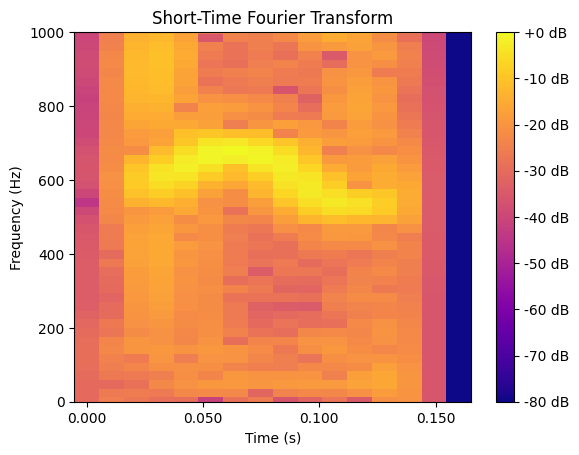 Short-Time Fourier Transform
Frequency (Hz)
1000
800
600
400
200
0
0.000
0.050
0.100
0.150
Time (s)
+0 dB
-10 dB
-20 dB
-30 dB
-40 dB
-50 dB
-60 dB
-70 dB
-80 dB